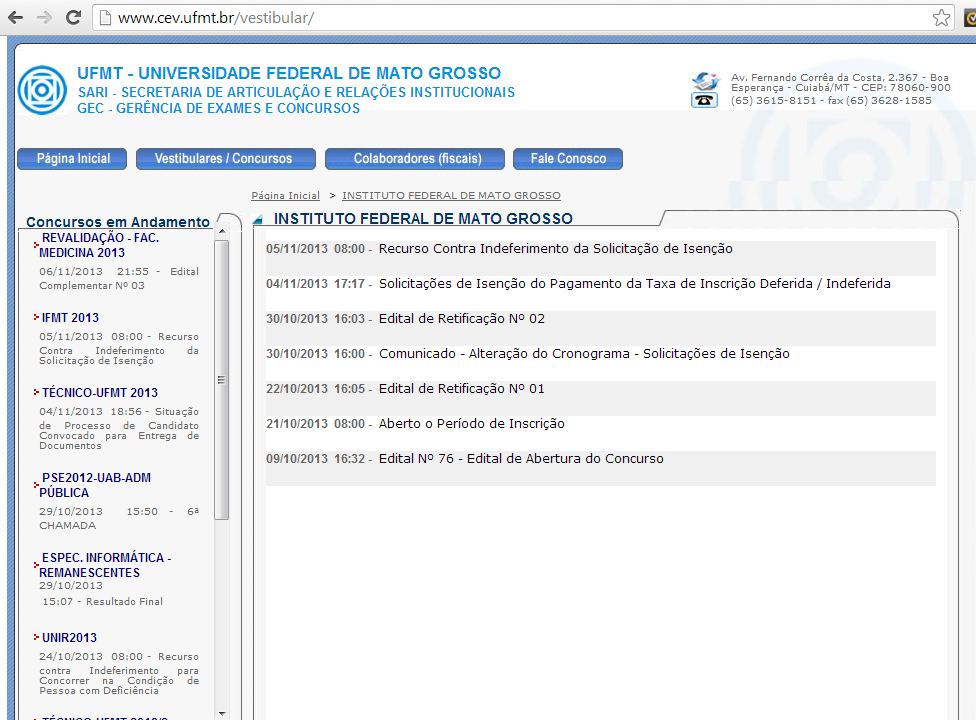 www.cev.ufmt.br/vestibular/
UFMT - UNIVERSIDADE FEDERAL DE MATO GROSSO
SARI - SECRETARIA DE ARTICULAÇÃO E RELAÇÕES INSTITUCIONAIS
GEC - GERÊNCIA DE EXAMES E CONCURSOS
Av. Fernando Corrêa da Costa, 2.367 - Boa
Esperança - Cuiabá/MT - CEP: 78060-900
(65) 3615-8151 - fax (65) 3628-1585
Página Inicial
Vestibulares / Concursos
Colaboradores (fiscais)
Fale Conosco
Página Inicial > INSTITUTO FEDERAL DE MATO GROSSO
Concursos em Andamento
REVALIDAÇÃO - FAC.
MEDICINA 2013
06/11/2013 21:55 - Edital
Complementar Nº 03
IFMT 2013
05/11/2013 08:00 - Recurso
Contra Indeferimento da
Solicitação de Isenção
TÉCNICO-UFMT 2013
04/11/2013 18:56 - Situação
de Processo de Candidato
Convocado para Entrega de
Documentos
PSE2012-UAB-ADM
PÚBLICA
29/10/2013 15:50 - 6ª
CHAMADA
ESPEC. INFORMÁTICA -
REMANESCENTES
29/10/2013
15:07 - Resultado Final
UNIR2013
24/10/2013 08:00 - Recurso
contra Indeferimento para
Concorrer na Condição de
Pessoa com Deficiência
INSTITUTO FEDERAL DE MATO GROSSO
05/11/2013 08:00 - Recurso Contra Indeferimento da Solicitação de Isenção
04/11/2013 17:17 - Solicitações de Isenção do Pagamento da Taxa de Inscrição Deferida / Indeferida
30/10/2013 16:03 - Edital de Retificação Nº 02
30/10/2013 16:00 - Comunicado - Alteração do Cronograma - Solicitações de Isenção
22/10/2013 16:05 - Edital de Retificação Nº 01
21/10/2013 08:00 - Aberto o Período de Inscrição
09/10/2013 16:32 - Edital Nº 76 - Edital de Abertura do Concurso